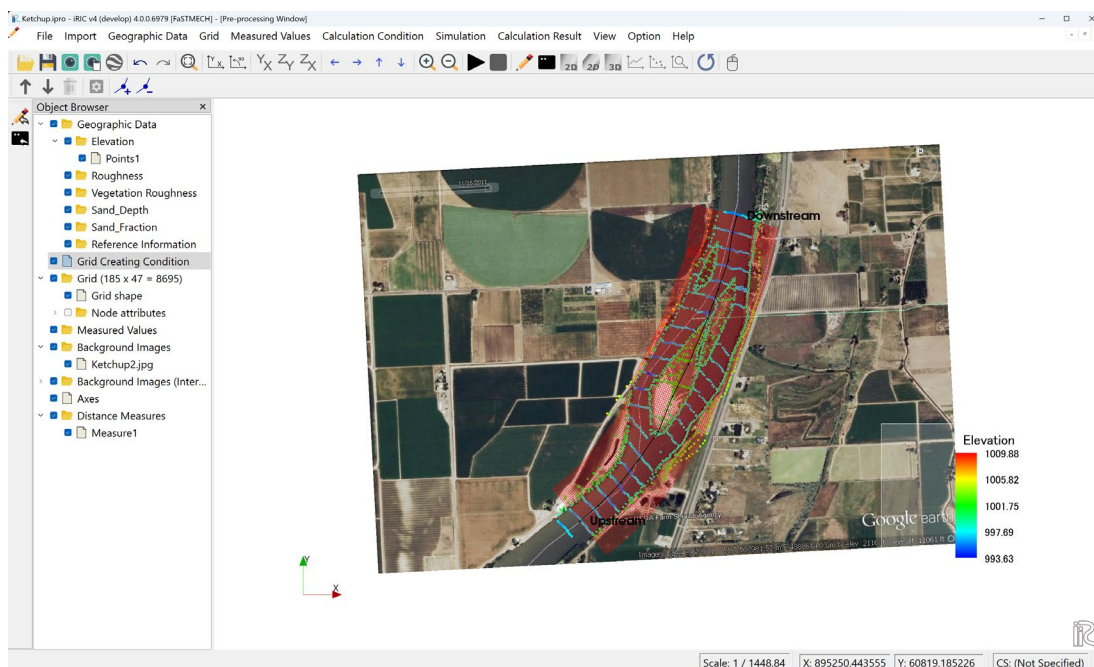 Ketchup.ipro - iRIC v4 (develop) 4.0.0.6979 [FaSTMECH] - [Pre-processing Window]
File Import Geographic Data Grid Measured Values Calculation Condition Simulation Calculation Result View Option Help
2D 2D 3D
Object Browser
Geographic Data
Elevation
Points1
Roughness
Vegetation Roughness
Sand_Depth
Sand_Fraction
Reference Information
Grid Creating Condition
Grid (185 x 47 = 8695)
Grid shape
Node attributes
Measured Values
Background Images
Ketchup2.jpg
Background Images (Inter...
Axes
Distance Measures
Measure1
Downstream
Upstream
Google earth
Elevation
1009.88
1005.82
1001.75
997.69
993.63
Y
X
Scale: 1 / 1448.84 X: 895250.443555 Y: 60819.185226 CS: (Not Specified)